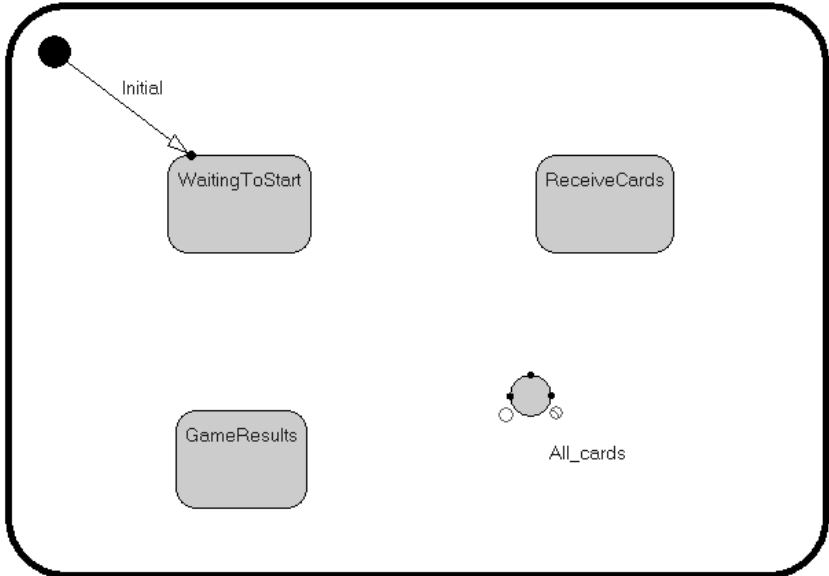 Initial
WaitingToStart
ReceiveCards
GameResults
All_cards